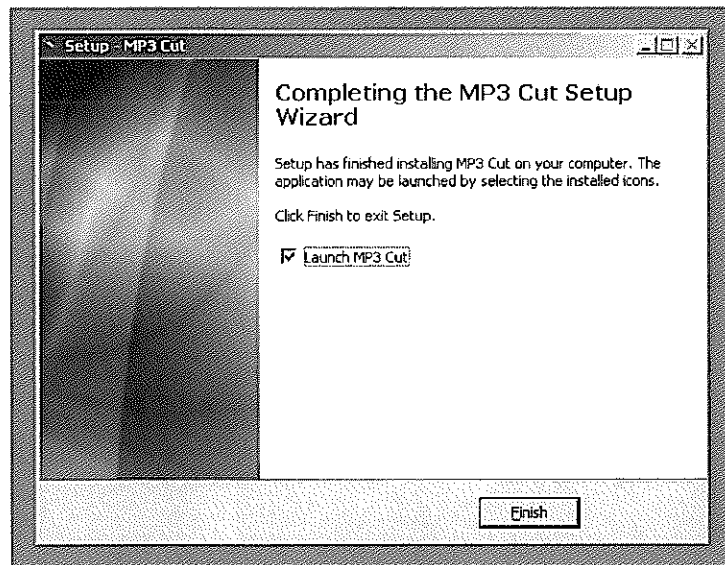 Setup - MP3 Cut
Completing the MP3 Cut Setup
Wizard
Setup has finished installing MP3 Cut on your computer. The
application may be launched by selecting the installed icons.
Click Finish to exit Setup.
Launch MP3 Cut
Finish